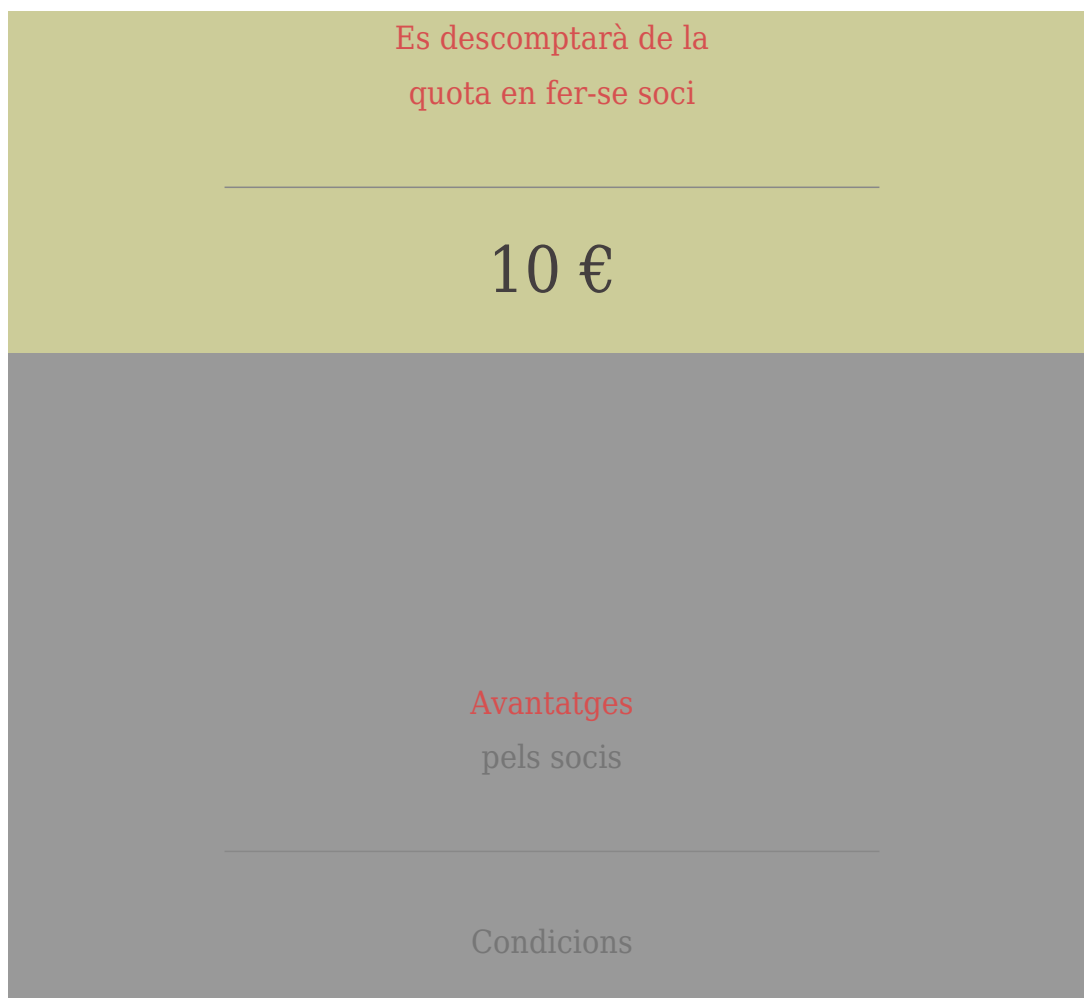 Es descomptarà de la
quota en fer-se soci
10 €
Avantatges
pels socis
Condicions